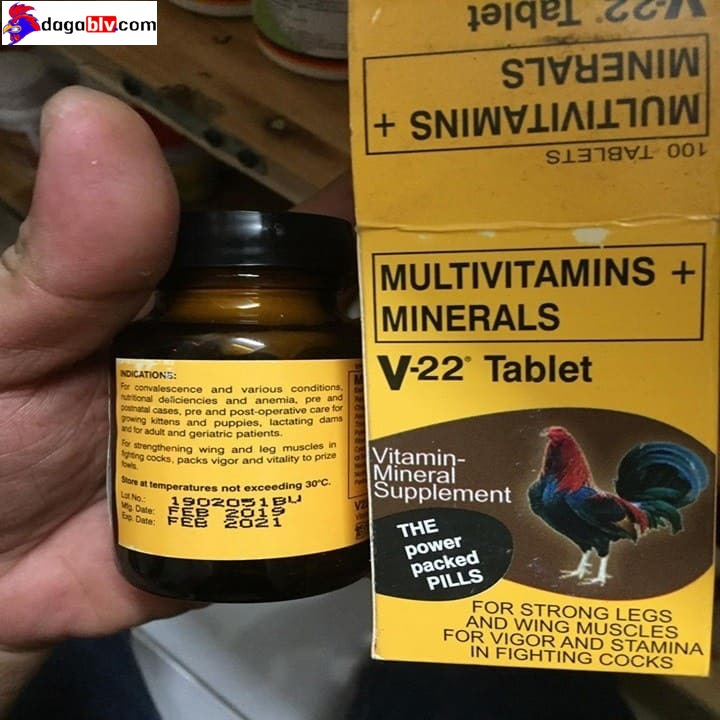 dagablv.com
V-22 Tablet
MULTIVITAMINS +
MINERALS
100 TABLETS
MULTIVITAMINS +
MINERALS
V-22® Tablet
Vitamin-
Mineral
Supplement
THE
power
packed
PILLS
FOR STRONG LEGS
AND WING MUSCLES
FOR VIGOR AND STAMINA
IN FIGHTING COCKS
INDICATIONS:
For convalescence and various conditions,
nutritional deficiencies and anemia, pre and
postnatal cases, pre and post-operative care for
growing kittens and puppies, lactating dams
and for adult and geriatric patients.
For strengthening wing and leg muscles in
fighting cocks, packs vigor and vitality to prize
fowls.
Store at temperatures not exceeding 30°C.
Lot No.: 1902051BU
Mfg. Date: FEB 2019
Exp. Date: FEB 2021